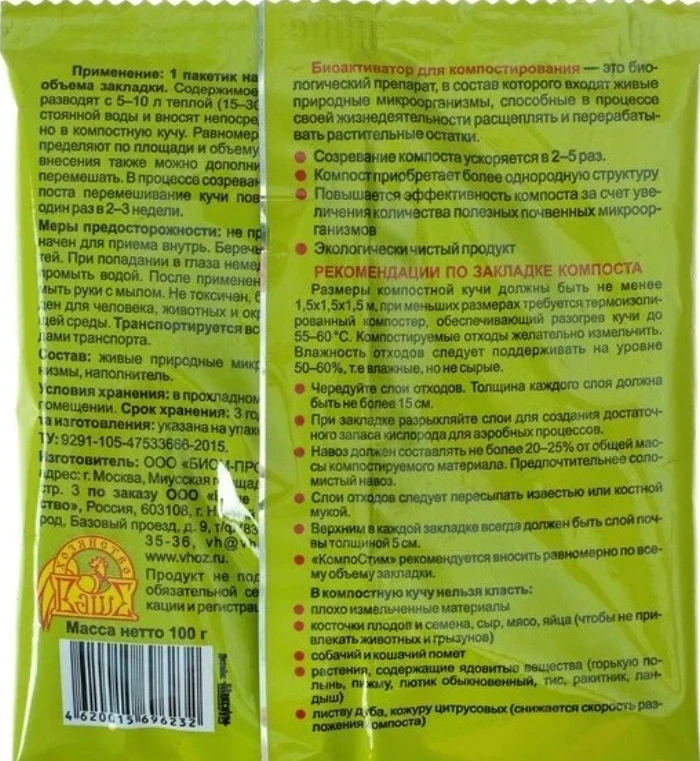 Применение: 1 пакетик на
объема закладки. Содержимое
разводят с 5–10 л теплой (15–30
стоянной воды и вносят непосре
но в компостную кучу. Равномер
пределяют по площади и объему
внесения также можно дополни
перемешать. В процессе созреван
поста перемешивание кучи пов
один раз в 2–3 недели.
Меры предосторожности: не пр
начен для приема внутрь. Беречь
тей. При попадании в глаза неме
промыть водой. После применен
мыть руки с мылом. Не токсичен, б
ден для человека, животных и окр
щей среды. Транспортируется вс
дами транспорта.
Состав: живые природные микр
низмы, наполнитель.
Условия хранения: в прохладном
помещении. Срок хранения: 3 го
та изготовления: указана на упак
ТУ: 9291-105-47533666-2015.
Изготовитель: ООО
адрес: г. Москва, Миусская площад
стр. 3 по заказу ООО
ство», Россия, 603108, г. Н
род, Базовый проезд, д. 9, т/ф
35-36, vh@vh
www.vhoz.ru.
Продукт не под
обязательной се
кации и регистрац
ХОЗЯЙСТВО
Ваше
Масса нетто 100 г
4 620015 696232
Биоактиватор для компостирования — это био-
логический препарат, в состав которого входят живые
природные микроорганизмы, способные в процессе
своей жизнедеятельности расщеплять и перерабаты-
вать растительные остатки.
● Созревание компоста ускоряется в 2–5 раз.
● Компост приобретает более однородную структуру
● Повышается эффективность компоста за счет уве-
личения количества полезных почвенных микроор-
ганизмов
● Экологически чистый продукт
РЕКОМЕНДАЦИИ ПО ЗАКЛАДКЕ КОМПОСТА
Размеры компостной кучи должны быть не менее
1,5х1,5х1,5 м, при меньших размерах требуется термоизоли-
рованный компостер, обеспечивающий разогрев кучи до
55–60 °С. Компостируемые отходы желательно измельчить.
Влажность отходов следует поддерживать на уровне
50–60%, т.е влажные, но не сырые.
● Чередуйте слои отходов. Толщина каждого слоя должна
быть не более 15 см.
● При закладке разрыхляйте слои для создания достаточ-
ного запаса кислорода для аэробных процессов.
● Навоз должен составлять не более 20–25% от общей мас-
сы компостируемого материала. Предпочтительнее соло-
мистый навоз.
● Слои отходов следует пересыпать известью или костной
мукой.
● Верхним в каждой закладке всегда должен быть слой поч-
вы толщиной 5 см.
● «КомпоСтим» рекомендуется вносить равномерно по все-
му объему закладки.
В компостную кучу нельзя класть:
● плохо измельченные материалы
● косточки плодов и семена, сыр, мясо, яйца (чтобы не при-
влекать животных и грызунов)
● собачий и кошачий помет
● растения, содержащие ядовитые вещества (горькую по-
лынь, пижму, лютик обыкновенный, тис, ракитник, лан-
дыш)
● листву дуба, кожуру цитрусовых (снижается скорость раз-
ложения компоста)